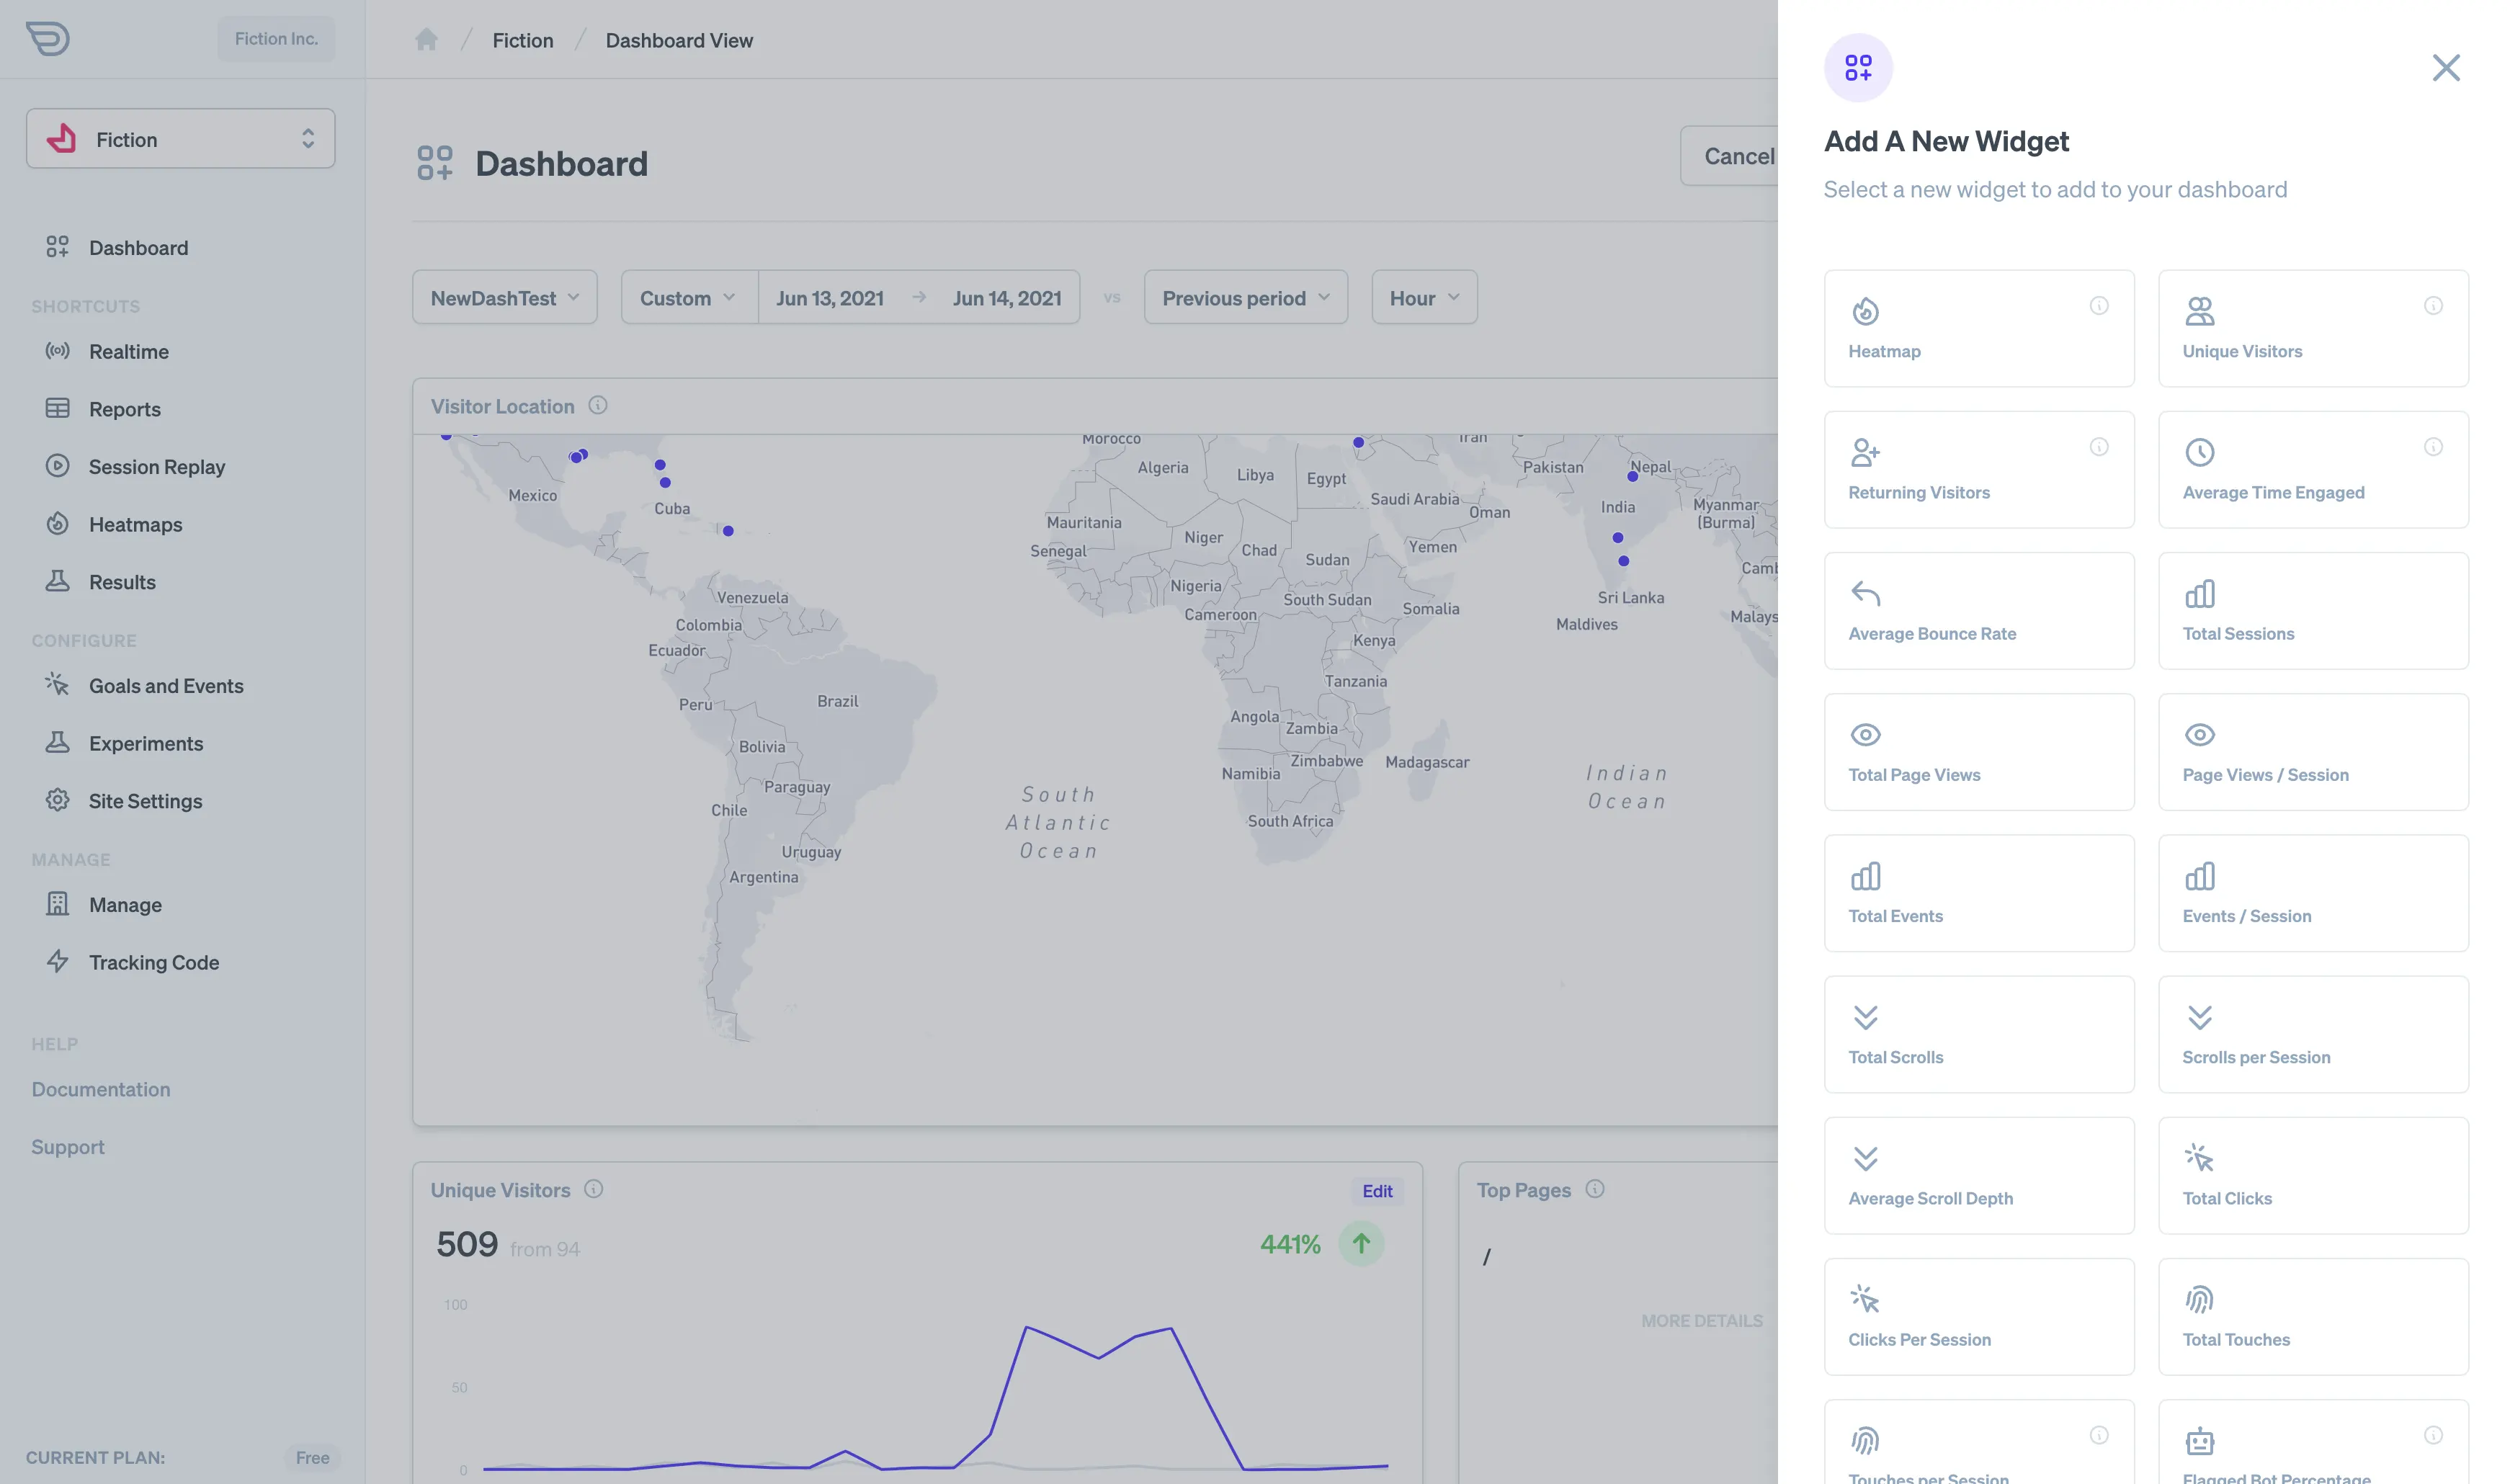 Fiction Inc.
Fiction
Dashboard
SHORTCUTS
Realtime
Reports
Session Replay
Heatmaps
Results
CONFIGURE
Goals and Events
Experiments
Site Settings
MANAGE
Manage
Tracking Code
HELP
Documentation
Support
CURRENT PLAN:
Free
/ Fiction / Dashboard View
Dashboard
Cancel
NewDashTest
Custom
Jun 13, 2021 → Jun 14, 2021
vs
Previous period
Hour
Visitor Location
Morocco
Iran
Algeria
Libya
Egypt
Pakistan
Nepal
Mexico
Cuba
Saudi Arabia
Oman
India
Myanmar
(Burma)
Mauritania
Senegal
Niger
Chad
Sudan
Yemen
Nigeria
South Sudan
Cameroon
Somalia
Sri Lanka
Maldives
Malays
Venezuela
Colombia
Ecuador
Kenya
Tanzania
Peru
Brazil
Angola
Zambia
Bolivia
Zimbabwe
Madagascar
Namibia
Paraguay
Chile
South Africa
Uruguay
Argentina
South
Atlantic
Ocean
Indian
Ocean
Unique Visitors
Edit
509 from 94
441%
100
50
0
Top Pages
/
MORE DETAILS
Add A New Widget
Select a new widget to add to your dashboard
Heatmap
Unique Visitors
Returning Visitors
Average Time Engaged
Average Bounce Rate
Total Sessions
Total Page Views
Page Views / Session
Total Events
Events / Session
Total Scrolls
Scrolls per Session
Average Scroll Depth
Total Clicks
Clicks Per Session
Total Touches
Touches per Session
Flagged Bot Percentage